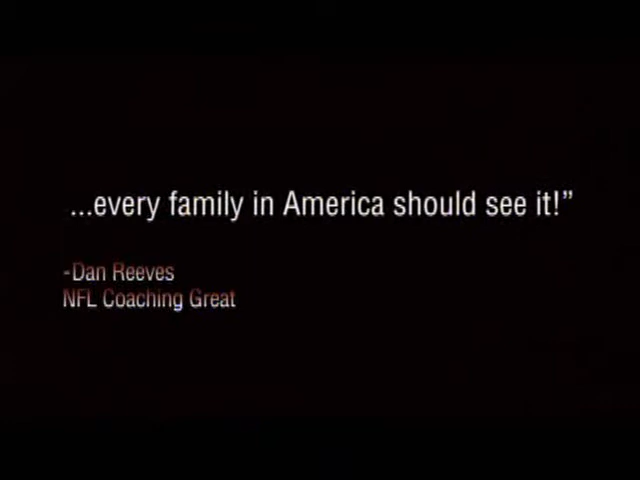 ...every family in America should see it!”
-Dan Reeves
NFL Coaching Great